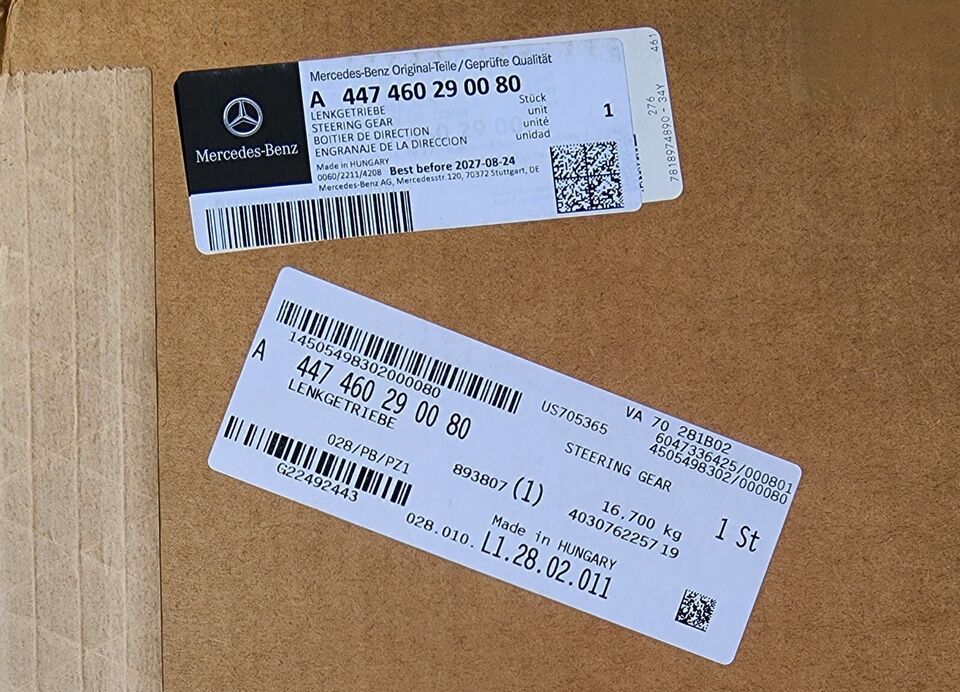 Mercedes-Benz
Mercedes-Benz Original-Teile/Geprüfte Qualität
A 447 460 29 00 80
LENKGETRIEBE
STEERING GEAR
BOITIER DE DIRECTION
ENGRANAJE DE LA DIRECCION
Stück
unit
unité
unidad
1
Made in HUNGARY
0060/2211/4208 Best before 2027-08-24
Mercedes-Benz AG, Mercedesstr.120, 70372 Stuttgart, DE
461
276
7818974890 - 34Y
14505498302000080
A 447 460 29 00 80
LENKGETRIEBE
US705365
VA 70 281B02
6047336425/000801
4505498302/000080
STEERING GEAR
028/PB/PZ1
G22492443
893807 (1)
16.700 kg
40307622571 9
1 St
Made in HUNGARY
028.010. L1.28.02.011